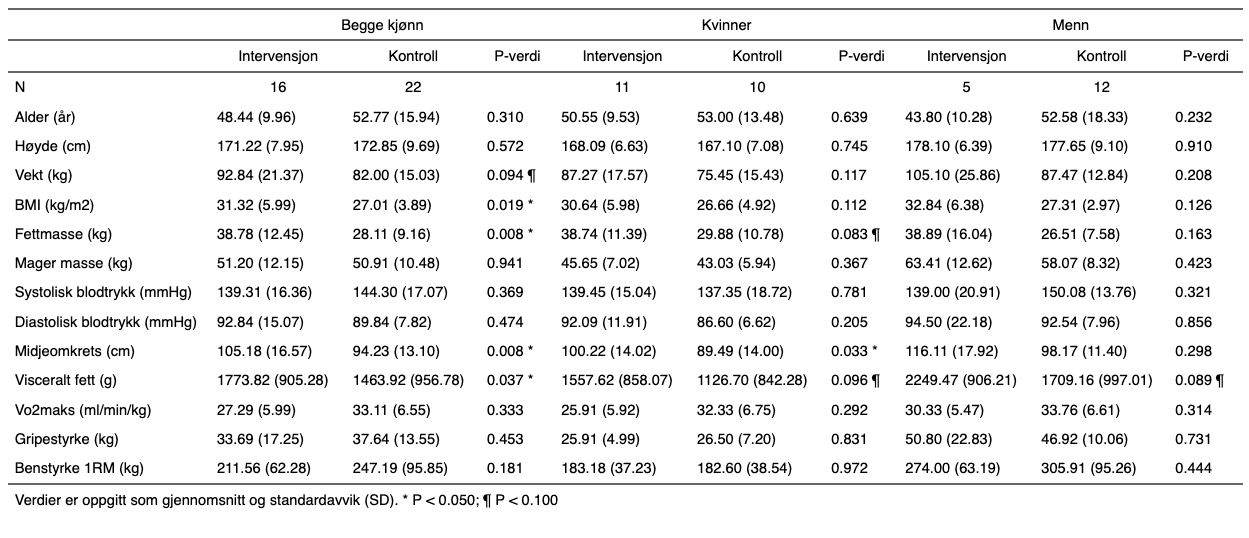 Begge kjønn Kvinner Menn
Intervensjon Kontroll P-verdi Intervensjon Kontroll P-verdi Intervensjon Kontroll P-verdi
N 16 22 11 10 5 12
Alder (år) 48.44 (9.96) 52.77 (15.94) 0.310 50.55 (9.53) 53.00 (13.48) 0.639 43.80 (10.28) 52.58 (18.33) 0.232
Høyde (cm) 171.22 (7.95) 172.85 (9.69) 0.572 168.09 (6.63) 167.10 (7.08) 0.745 178.10 (6.39) 177.65 (9.10) 0.910
Vekt (kg) 92.84 (21.37) 82.00 (15.03) 0.094 ¶ 87.27 (17.57) 75.45 (15.43) 0.117 105.10 (25.86) 87.47 (12.84) 0.208
BMI (kg/m2) 31.32 (5.99) 27.01 (3.89) 0.019 * 30.64 (5.98) 26.66 (4.92) 0.112 32.84 (6.38) 27.31 (2.97) 0.126
Fettmasse (kg) 38.78 (12.45) 28.11 (9.16) 0.008 * 38.74 (11.39) 29.88 (10.78) 0.083 ¶ 38.89 (16.04) 26.51 (7.58) 0.163
Mager masse (kg) 51.20 (12.15) 50.91 (10.48) 0.941 45.65 (7.02) 43.03 (5.94) 0.367 63.41 (12.62) 58.07 (8.32) 0.423
Systolisk blodtrykk (mmHg) 139.31 (16.36) 144.30 (17.07) 0.369 139.45 (15.04) 137.35 (18.72) 0.781 139.00 (20.91) 150.08 (13.76) 0.321
Diastolisk blodtrykk (mmHg) 92.84 (15.07) 89.84 (7.82) 0.474 92.09 (11.91) 86.60 (6.62) 0.205 94.50 (22.18) 92.54 (7.96) 0.856
Midjeomkrets (cm) 105.18 (16.57) 94.23 (13.10) 0.008 * 100.22 (14.02) 89.49 (14.00) 0.033 * 116.11 (17.92) 98.17 (11.40) 0.298
Visceralt fett (g) 1773.82 (905.28) 1463.92 (956.78) 0.037 * 1557.62 (858.07) 1126.70 (842.28) 0.096 ¶ 2249.47 (906.21) 1709.16 (997.01) 0.089 ¶
Vo2maks (ml/min/kg) 27.29 (5.99) 33.11 (6.55) 0.333 25.91 (5.92) 32.33 (6.75) 0.292 30.33 (5.47) 33.76 (6.61) 0.314
Gripestyrke (kg) 33.69 (17.25) 37.64 (13.55) 0.453 25.91 (4.99) 26.50 (7.20) 0.831 50.80 (22.83) 46.92 (10.06) 0.731
Benstyrke 1RM (kg) 211.56 (62.28) 247.19 (95.85) 0.181 183.18 (37.23) 182.60 (38.54) 0.972 274.00 (63.19) 305.91 (95.26) 0.444
Verdier er oppgitt som gjennomsnitt og standardavvik (SD). * P < 0.050; ¶ P < 0.100